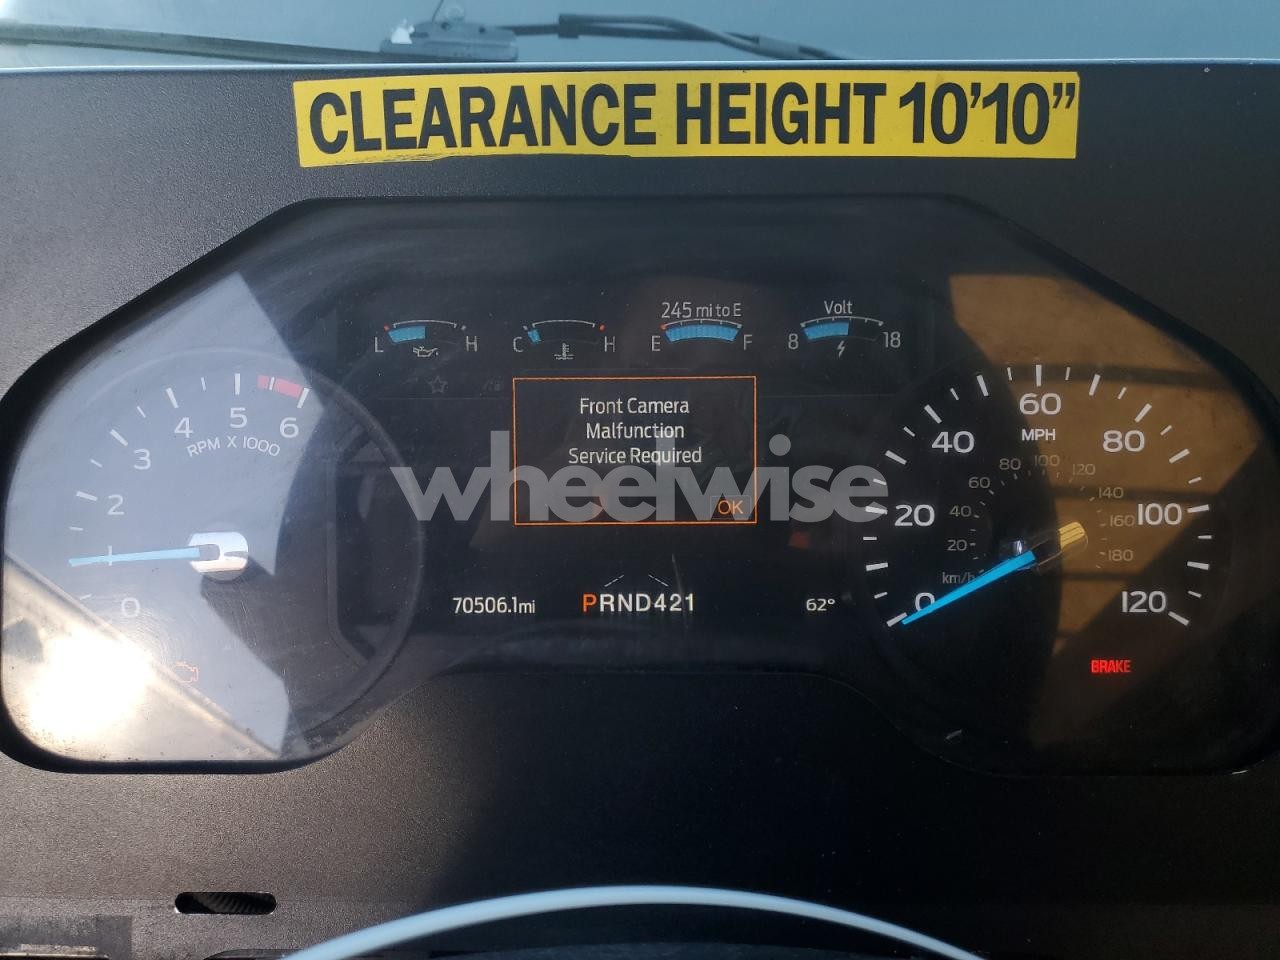 CLEARANCE HEIGHT 10'10"
245 mi to E
Volt
L H
C H
E F
8 18
Front Camera
Malfunction
Service Required
OK
wheelwise
0 1 2 3 4 5 6
RPM X 1000
0 20 40 60 80 100 120
MPH
20 40 60 80 100 120 140 160 180
km/h
70506.1mi
PRND421
62°
BRAKE